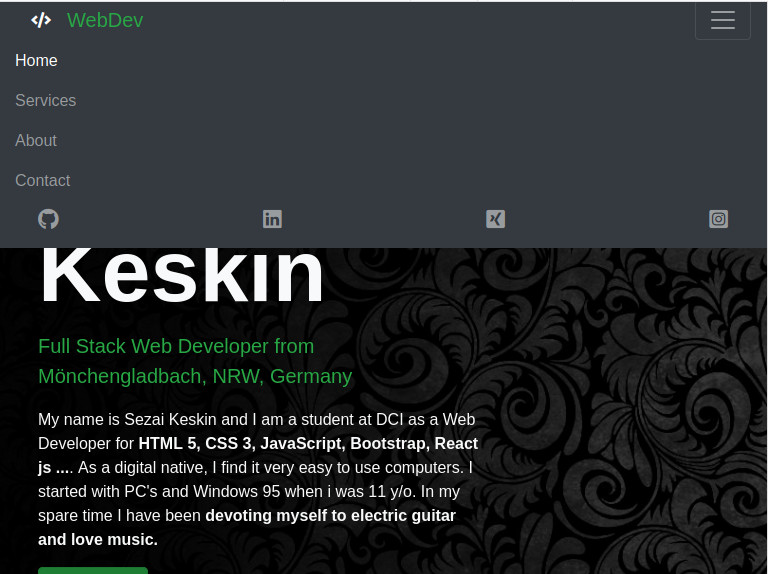 WebDev
Home
Services
About
Contact
Keskin
Full Stack Web Developer from
Mönchengladbach, NRW, Germany
My name is Sezai Keskin and I am a student at DCI as a Web
Developer for HTML 5, CSS 3, JavaScript, Bootstrap, React
js .... As a digital native, I find it very easy to use computers. I
started with PC's and Windows 95 when i was 11 y/o. In my
spare time I have been devoting myself to electric guitar
and love music.